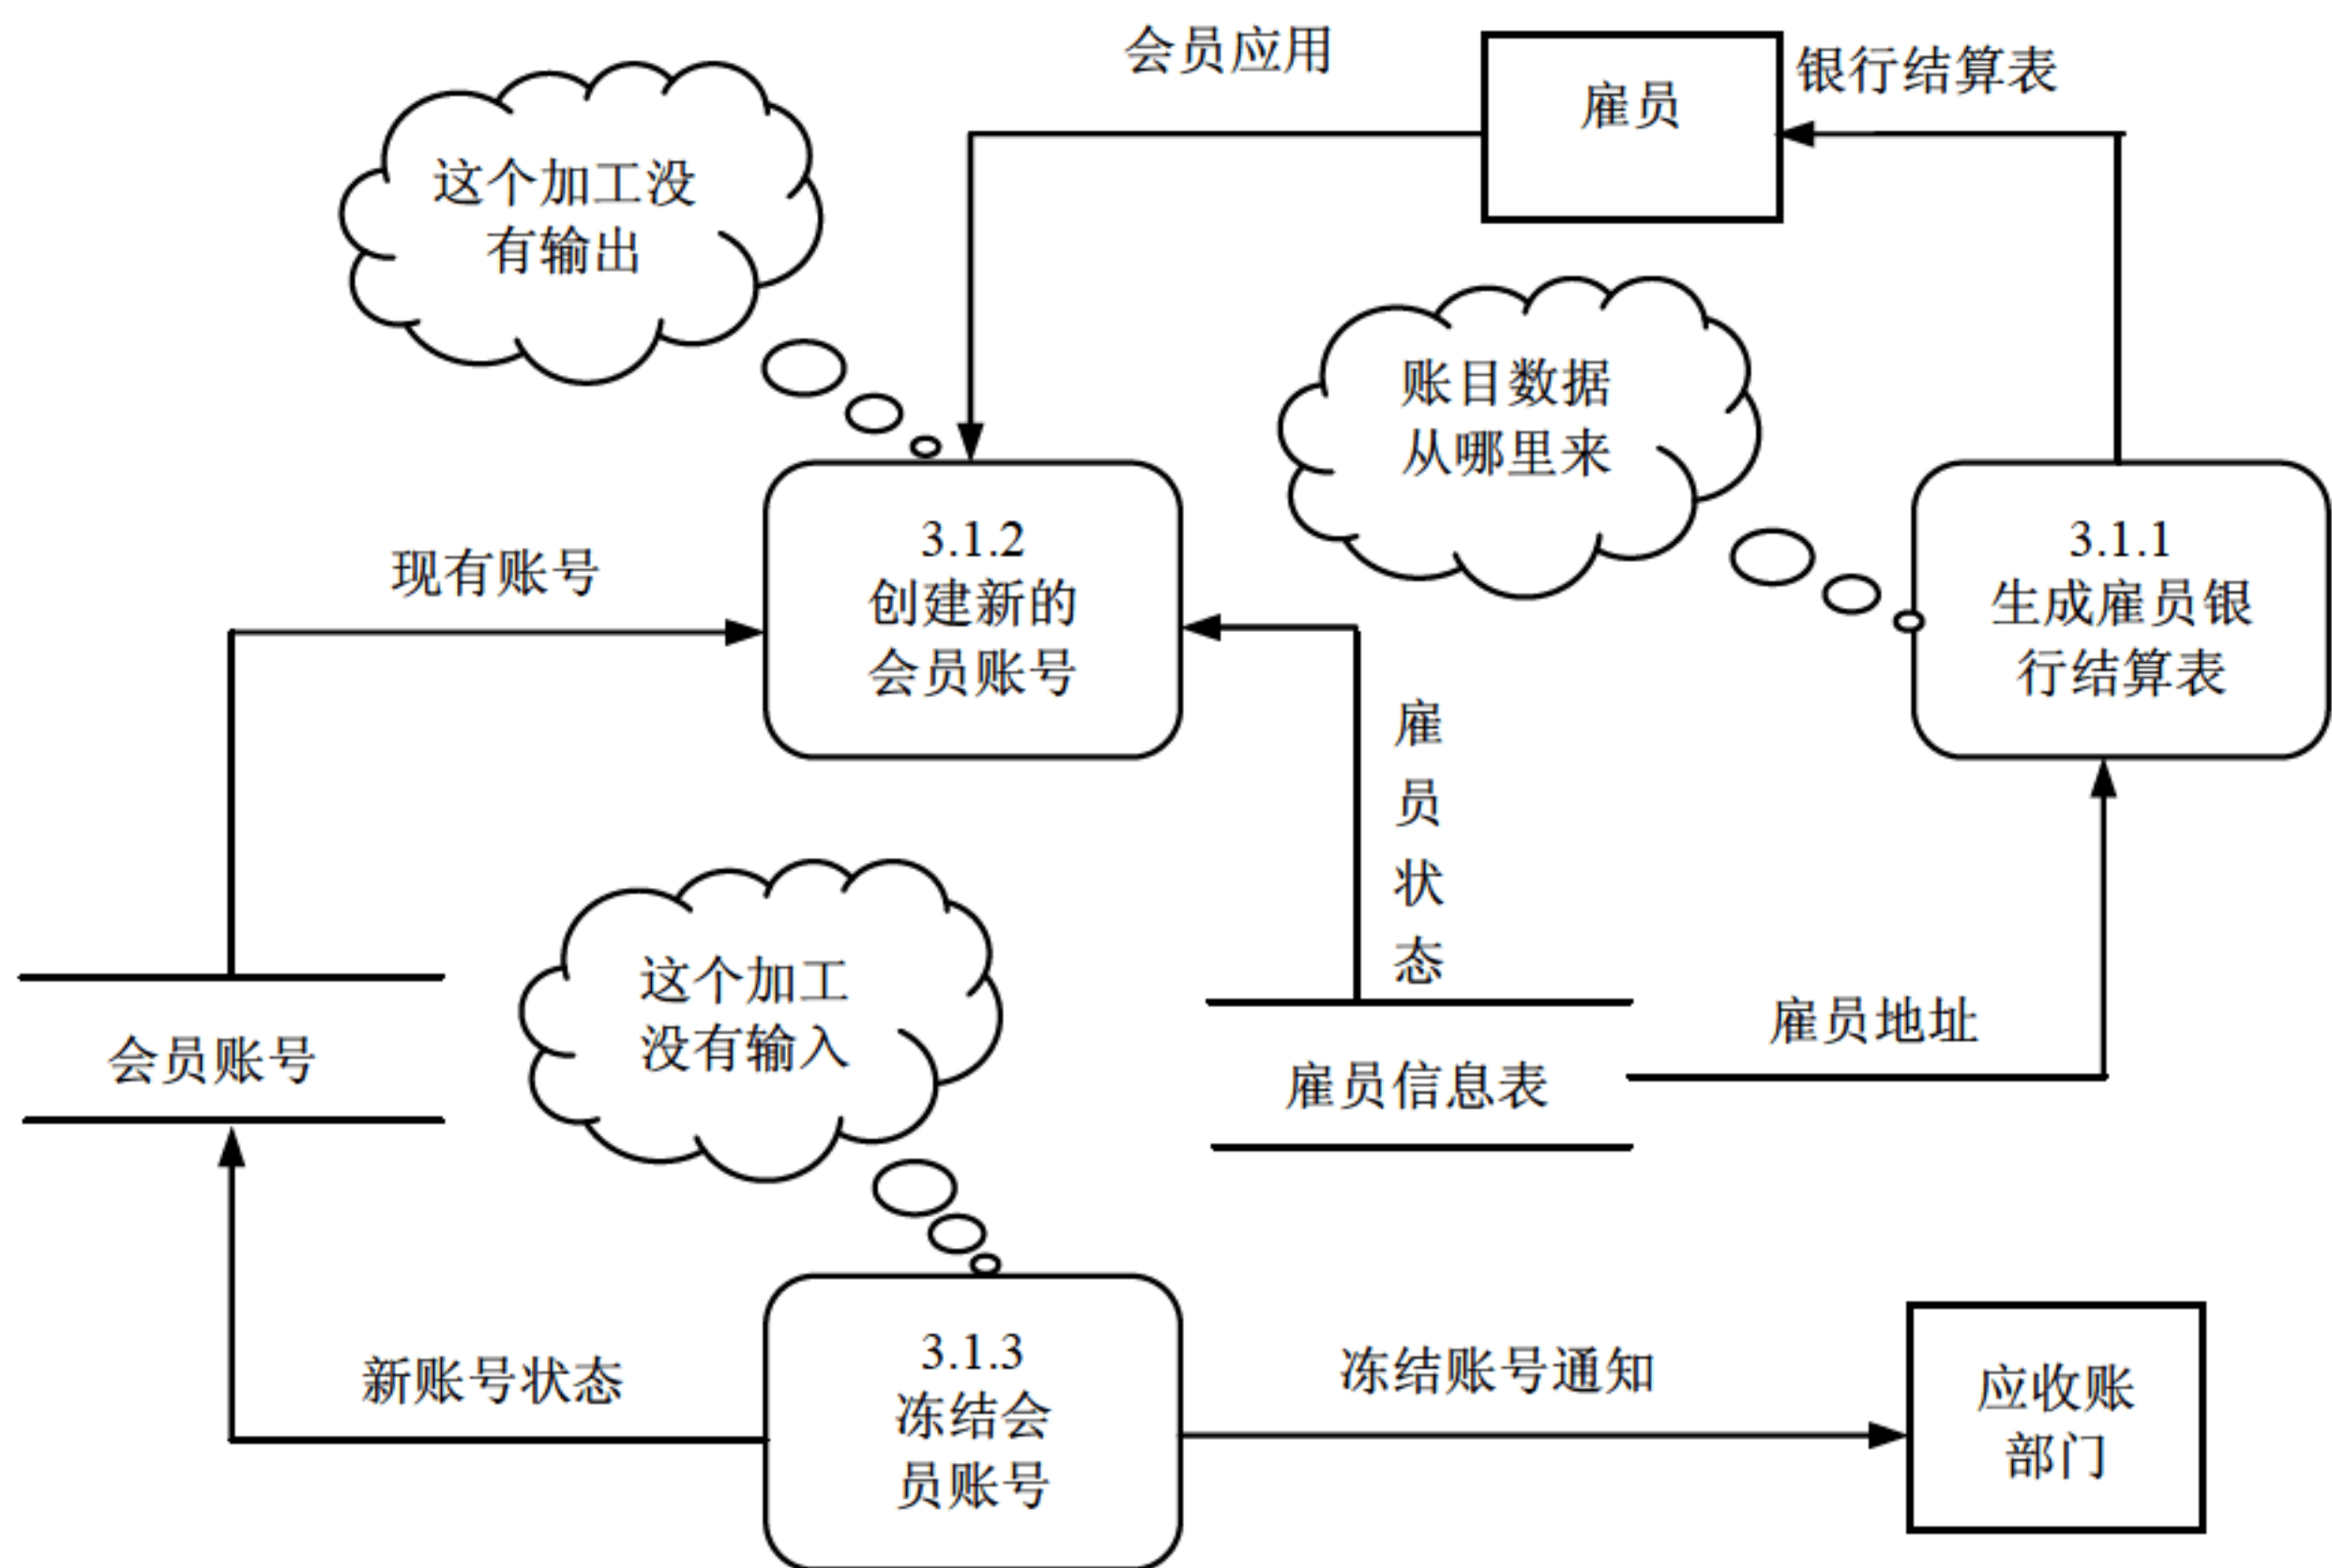 会员应用
雇员
银行结算表
这个加工没
有输出
账目数据
从哪里来
3.1.2
创建新的
会员账号
3.1.1
生成雇员银
行结算表
现有账号
雇
员
状
态
这个加工
没有输入
会员账号
雇员信息表
雇员地址
新账号状态
3.1.3
冻结会
员账号
冻结账号通知
应收账
部门